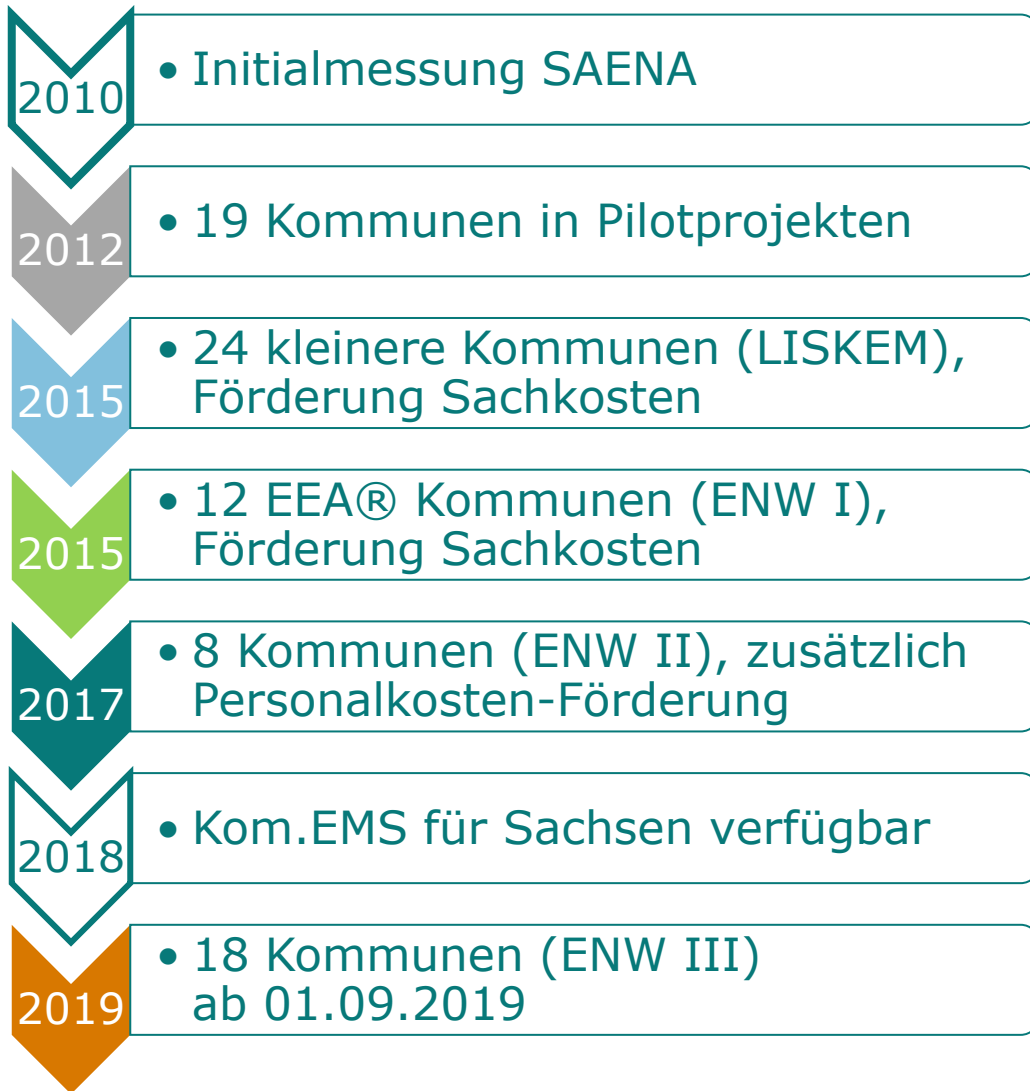 2010
• Initialmessung SAENA
2012
• 19 Kommunen in Pilotprojekten
2015
• 24 kleinere Kommunen (LISKEM),
Förderung Sachkosten
2015
• 12 EEA® Kommunen (ENW I),
Förderung Sachkosten
2017
• 8 Kommunen (ENW II), zusätzlich
Personalkosten-Förderung
2018
• Kom.EMS für Sachsen verfügbar
2019
• 18 Kommunen (ENW III)
ab 01.09.2019